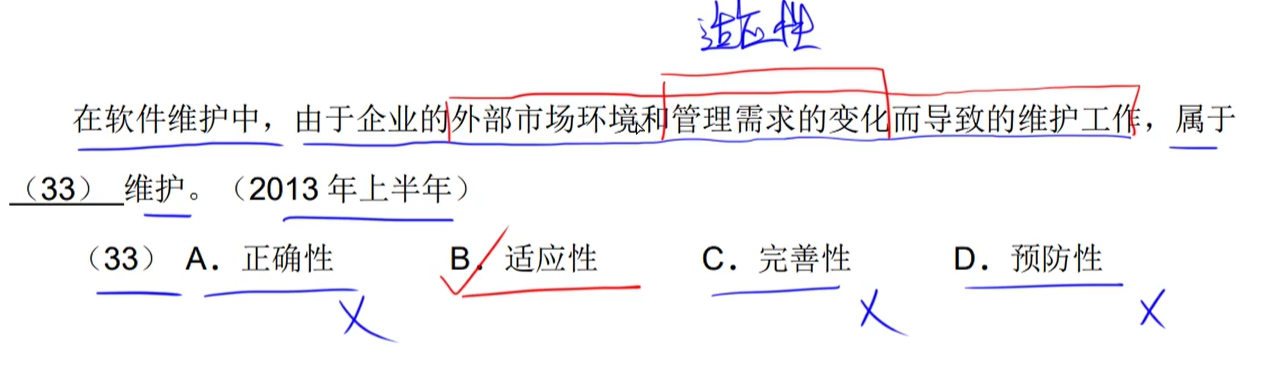 适应性
在软件维护中，由于企业的外部市场环境和管理需求的变化而导致的维护工作，属于
（33） 维护。（2013 年上半年）
（33） A．正确性 B．适应性 C．完善性 D．预防性